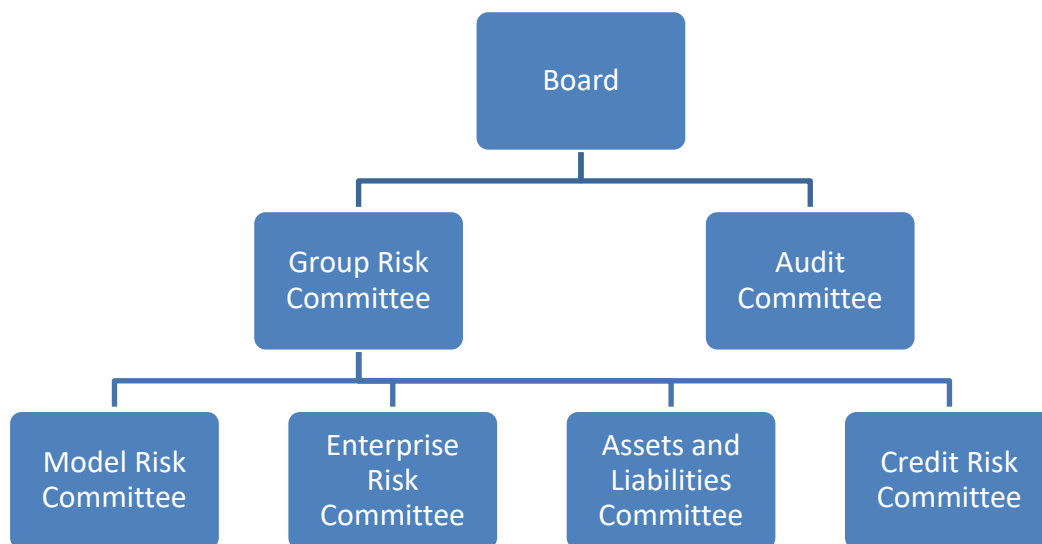 Board
Group Risk
Committee
Audit
Committee
Model Risk
Committee
Enterprise
Risk
Committee
Assets and
Liabilities
Committee
Credit Risk
Committee